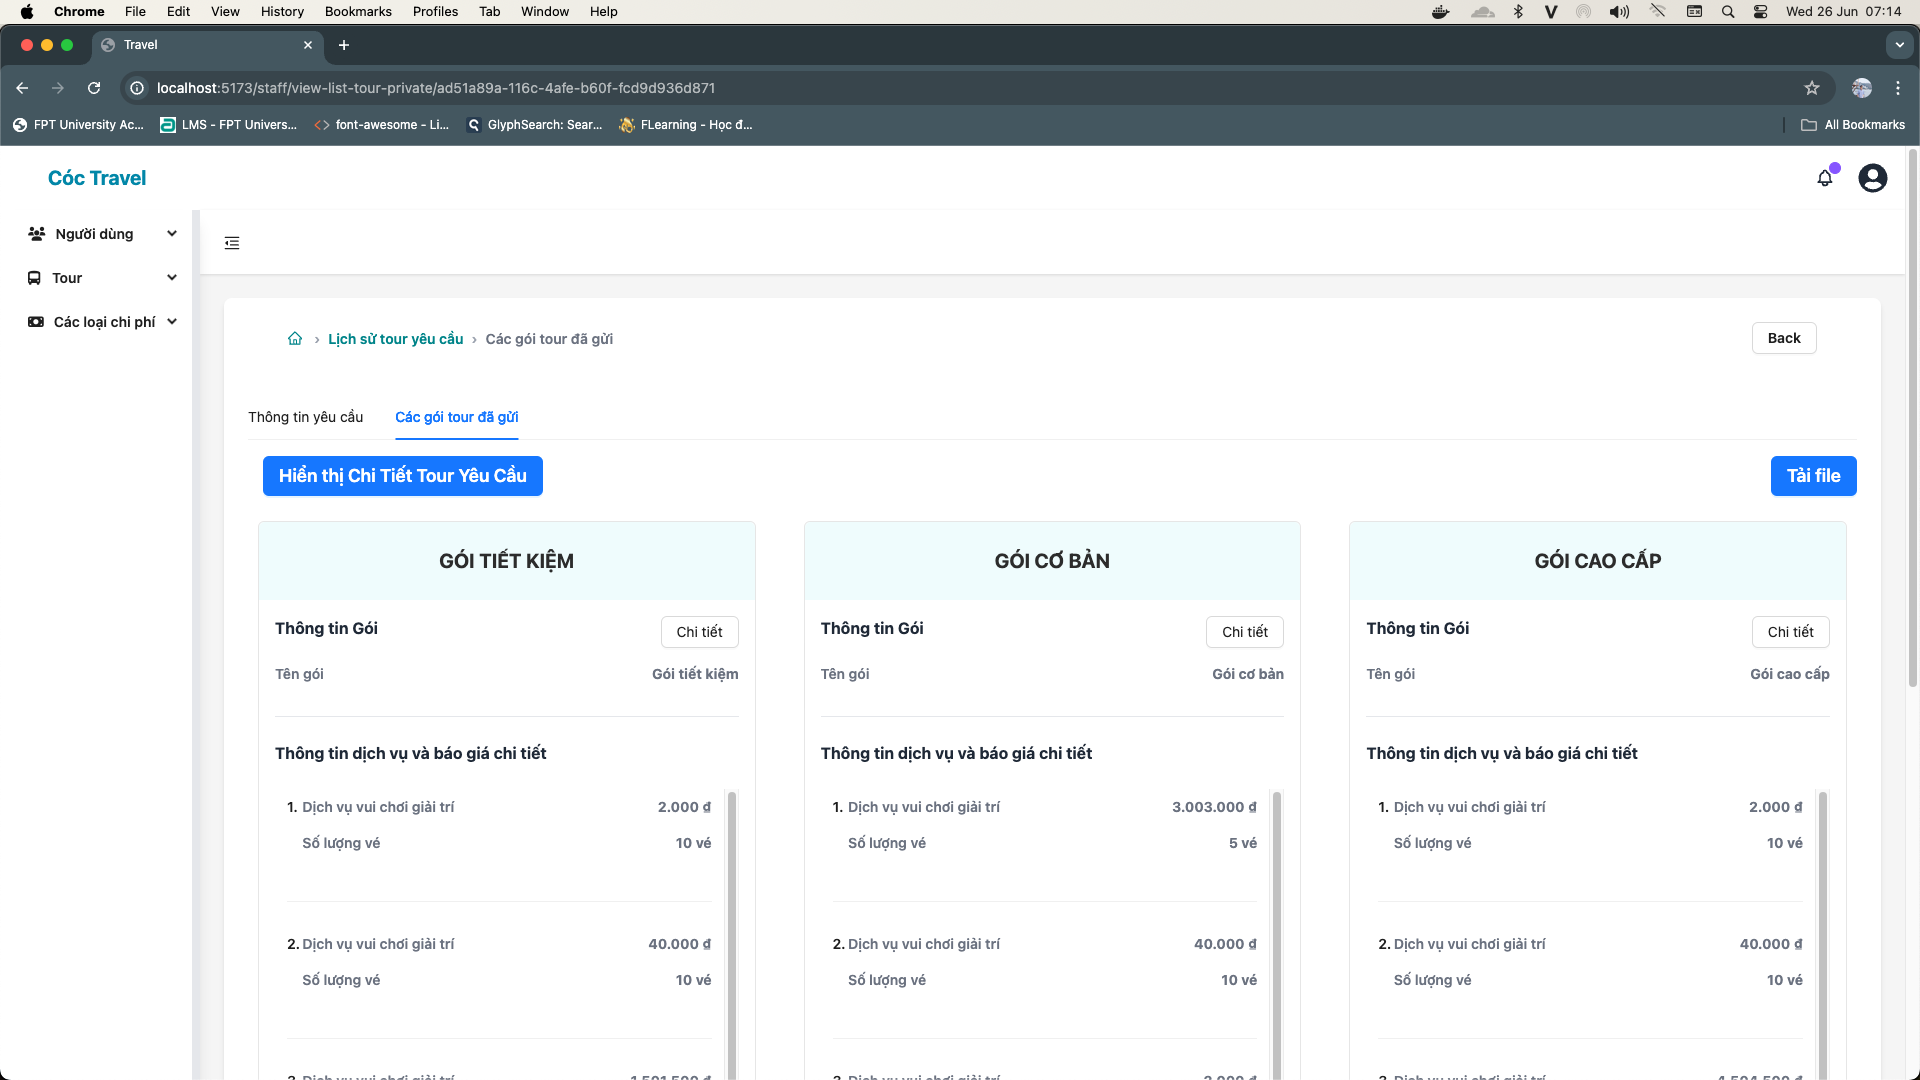 Chrome File Edit View History Bookmarks Profiles Tab Window Help Wed 26 Jun 07:14
Travel
localhost:5173/staff/view-list-tour-private/ad51a89a-116c-4afe-b60f-fcd9d936d871
FPT University Ac... LMS - FPT Univers... font-awesome - Li... GlyphSearch: Sear... FLearning - Học đ... All Bookmarks
Cóc Travel
Người dùng
Tour
Các loại chi phí
Lịch sử tour yêu cầu › Các gói tour đã gửi
Back
Thông tin yêu cầu Các gói tour đã gửi
Hiển thị Chi Tiết Tour Yêu Cầu Tải file
GÓI TIẾT KIỆM
Thông tin Gói Chi tiết
Tên gói Gói tiết kiệm
Thông tin dịch vụ và báo giá chi tiết
1. Dịch vụ vui chơi giải trí 2.000 ₫
Số lượng vé 10 vé
2. Dịch vụ vui chơi giải trí 40.000 ₫
Số lượng vé 10 vé
GÓI CƠ BẢN
Thông tin Gói Chi tiết
Tên gói Gói cơ bản
Thông tin dịch vụ và báo giá chi tiết
1. Dịch vụ vui chơi giải trí 3.003.000 ₫
Số lượng vé 5 vé
2. Dịch vụ vui chơi giải trí 40.000 ₫
Số lượng vé 10 vé
GÓI CAO CẤP
Thông tin Gói Chi tiết
Tên gói Gói cao cấp
Thông tin dịch vụ và báo giá chi tiết
1. Dịch vụ vui chơi giải trí 2.000 ₫
Số lượng vé 10 vé
2. Dịch vụ vui chơi giải trí 40.000 ₫
Số lượng vé 10 vé